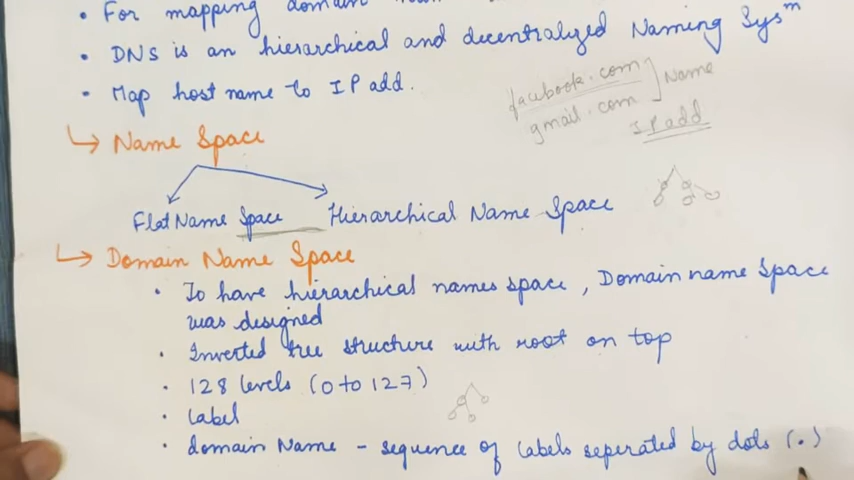 • For mapping domain
• DNS is an hierarchical and decentralized Naming Sysm
• Map host name to IP add.
facebook.com ] Name
gmail.com
IP add
↳ Name Space
Flat Name Space Hierarchical Name Space
↳ Domain Name Space
• To have hierarchical names space, Domain name Space
was designed
• Inverted tree structure with root on top
• 128 levels (0 to 127)
• Label
• domain Name - sequence of labels seperated by dots (.)